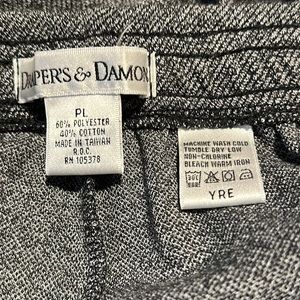 DRAPER'S & DAMON
PL
60% POLYESTER
40% COTTON
MADE IN TAIWAN
R.O.C.
RN 105378
MACHINE WASH COLD
TUMBLE DRY LOW
NON-CHLORINE
BLEACH WARM IRON
YRE